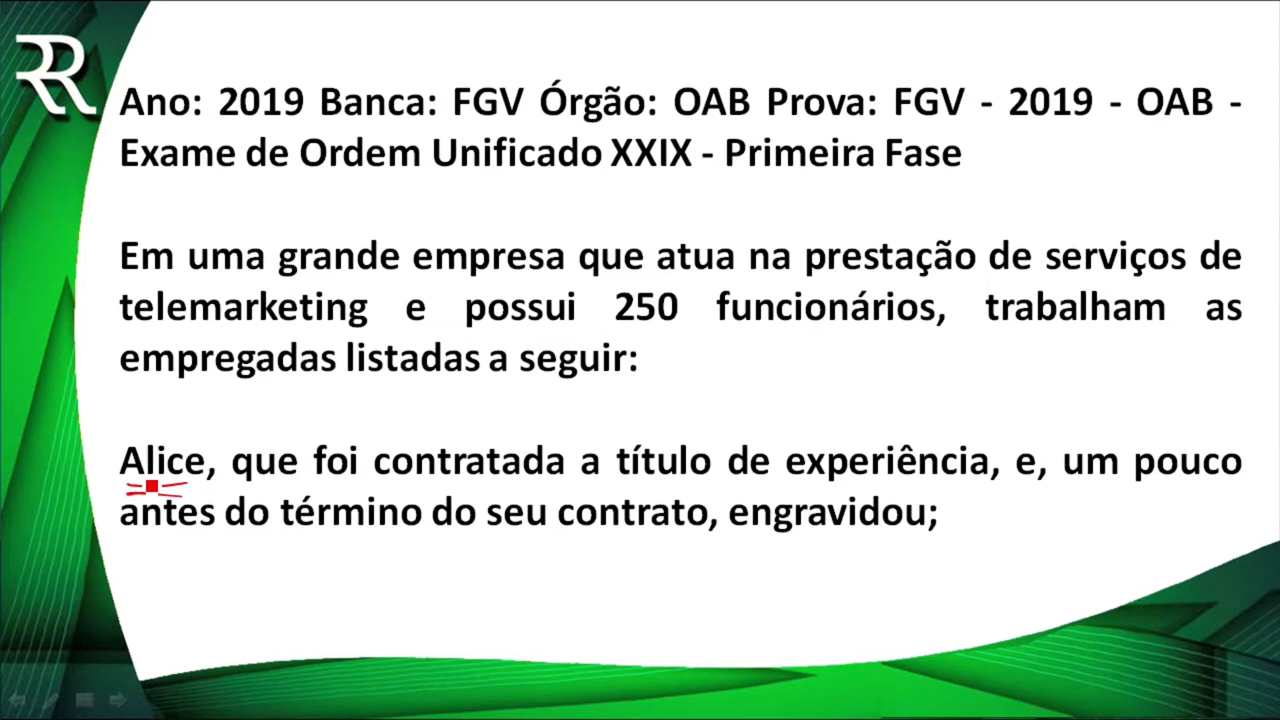 RR
Ano: 2019 Banca: FGV Órgão: OAB Prova: FGV - 2019 - OAB -
Exame de Ordem Unificado XXIX - Primeira Fase
Em uma grande empresa que atua na prestação de serviços de
telemarketing e possui 250 funcionários, trabalham as
empregadas listadas a seguir:
Alice, que foi contratada a título de experiência, e, um pouco
antes do término do seu contrato, engravidou;